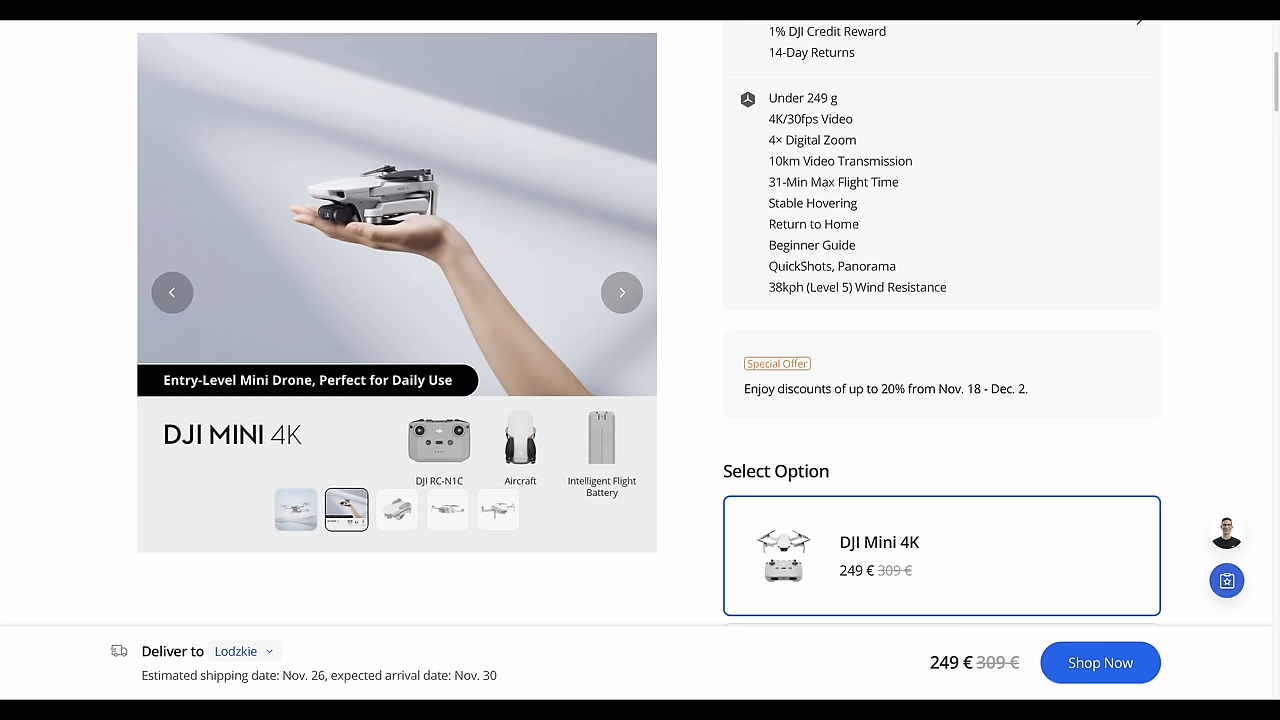 1% DJI Credit Reward
14-Day Returns
Under 249 g
4K/30fps Video
4× Digital Zoom
10km Video Transmission
31-Min Max Flight Time
Stable Hovering
Return to Home
Beginner Guide
QuickShots, Panorama
38kph (Level 5) Wind Resistance
Entry-Level Mini Drone, Perfect for Daily Use
DJI MINI 4K
DJI RC-N1C
Aircraft
Intelligent Flight
Battery
Special Offer
Enjoy discounts of up to 20% from Nov. 18 - Dec. 2.
Select Option
DJI Mini 4K
249 € 309 €
Deliver to Lodzkie
Estimated shipping date: Nov. 26, expected arrival date: Nov. 30
249 € 309 €
Shop Now